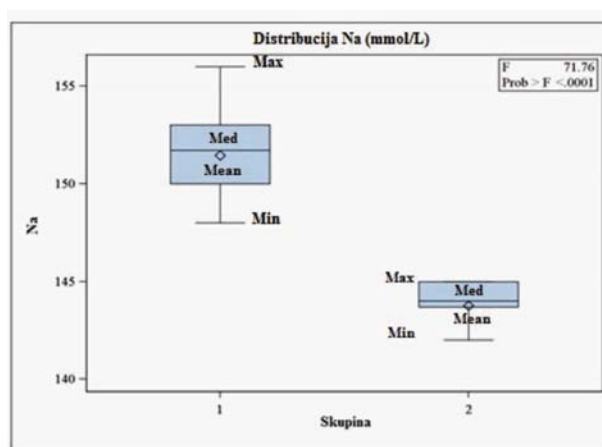 Distribucija Na (mmol/L)
F 71.76
Prob > F <.0001
Max
155
Med
Mean
150
Min
Na
145
Max
Med
Mean
Min
140
1
2
Skupina